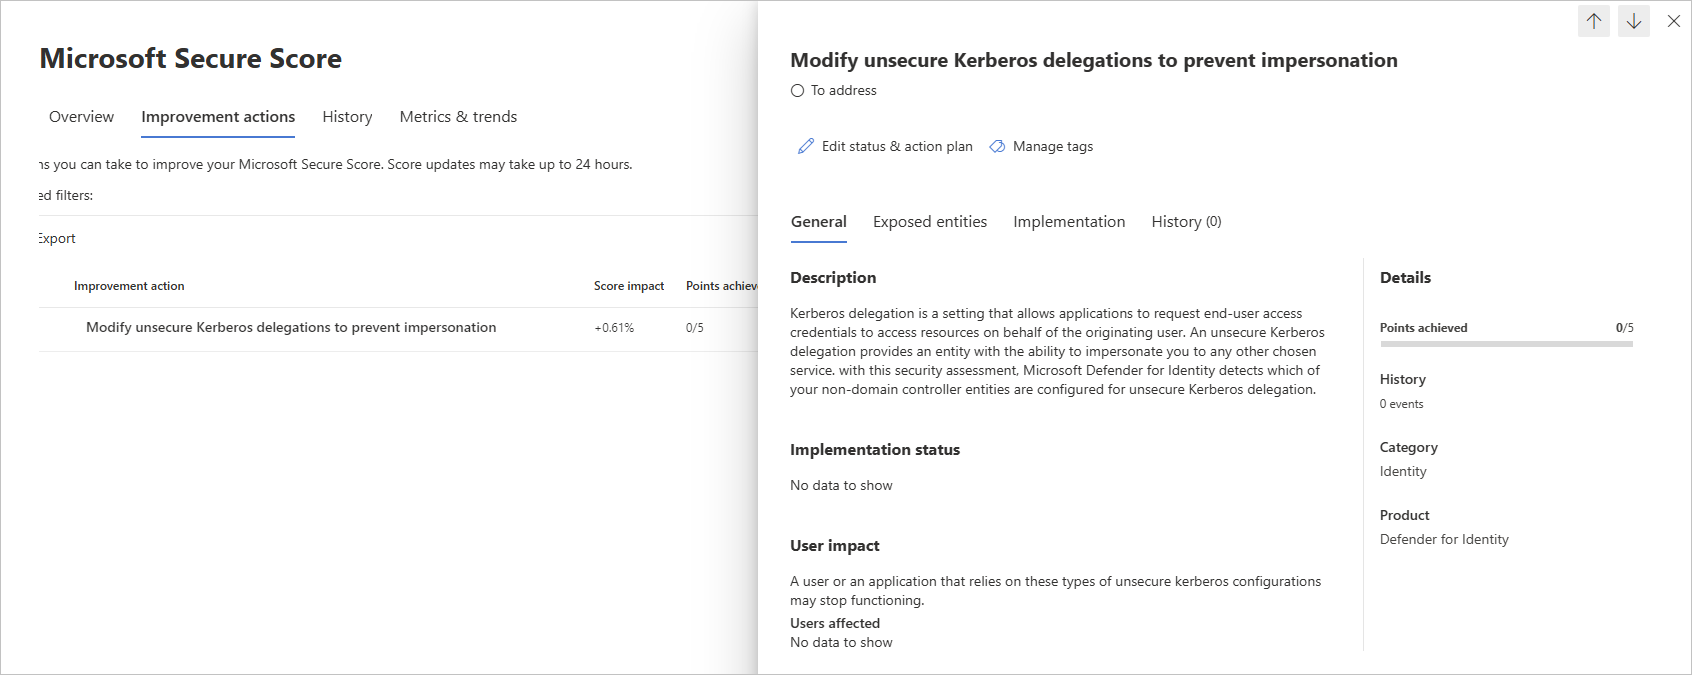 Microsoft Secure Score
Overview
Improvement actions
History
Metrics & trends
ns you can take to improve your Microsoft Secure Score. Score updates may take up to 24 hours.
ed filters:
Export
Improvement action
Score impact
Points achiev
Modify unsecure Kerberos delegations to prevent impersonation
+0.61%
0/5
Modify unsecure Kerberos delegations to prevent impersonation
To address
Edit status & action plan
Manage tags
General
Exposed entities
Implementation
History (0)
Description
Kerberos delegation is a setting that allows applications to request end-user access
credentials to access resources on behalf of the originating user. An unsecure Kerberos
delegation provides an entity with the ability to impersonate you to any other chosen
service. with this security assessment, Microsoft Defender for Identity detects which of
your non-domain controller entities are configured for unsecure Kerberos delegation.
Implementation status
No data to show
User impact
A user or an application that relies on these types of unsecure kerberos configurations
may stop functioning.
Users affected
No data to show
Details
Points achieved
0/5
History
0 events
Category
Identity
Product
Defender for Identity